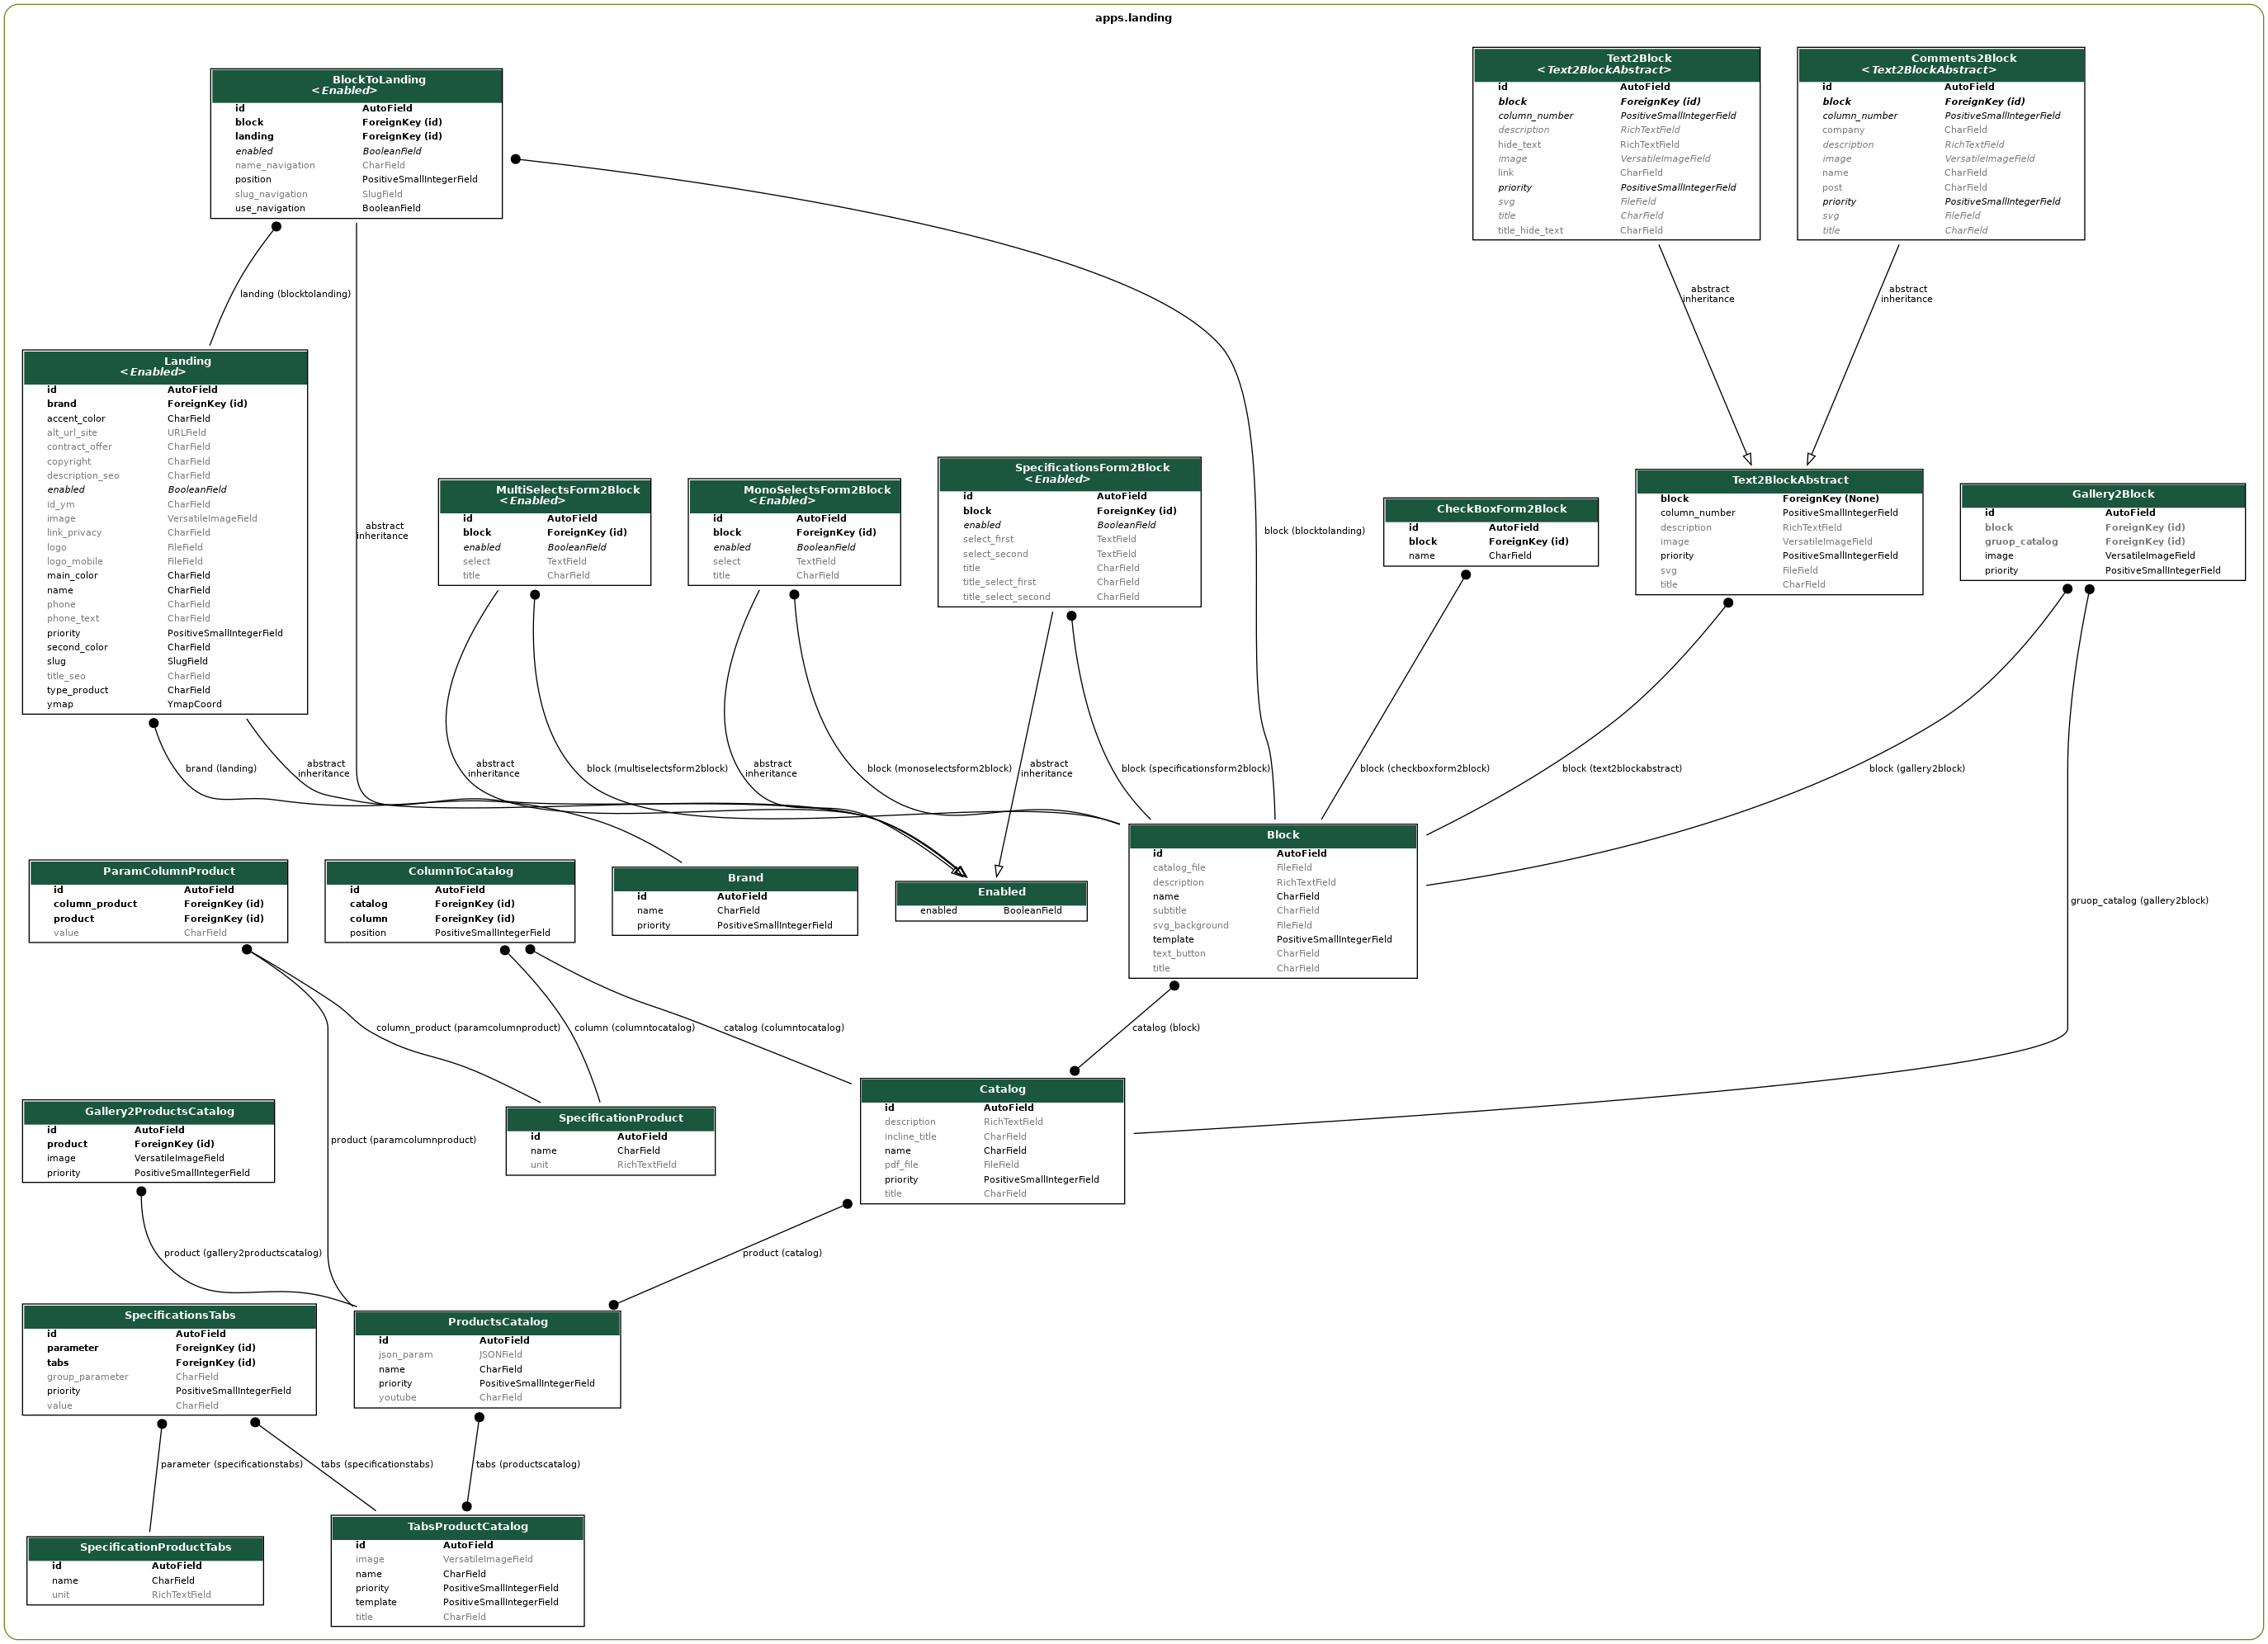 apps.landing
BlockToLanding
<Enabled>
id AutoField
block ForeignKey (id)
landing ForeignKey (id)
enabled BooleanField
name_navigation CharField
position PositiveSmallIntegerField
slug_navigation SlugField
use_navigation BooleanField
Text2Block
<Text2BlockAbstract>
id AutoField
block ForeignKey (id)
column_number PositiveSmallIntegerField
description RichTextField
hide_text RichTextField
image VersatileImageField
link CharField
priority PositiveSmallIntegerField
svg FileField
title CharField
title_hide_text CharField
Comments2Block
<Text2BlockAbstract>
id AutoField
block ForeignKey (id)
column_number PositiveSmallIntegerField
company CharField
description RichTextField
image VersatileImageField
name CharField
post CharField
priority PositiveSmallIntegerField
svg FileField
title CharField
landing (blocktolanding)
abstract
inheritance
abstract
inheritance
Landing
<Enabled>
id AutoField
brand ForeignKey (id)
accent_color CharField
alt_url_site URLField
contract_offer CharField
copyright CharField
description_seo CharField
enabled BooleanField
id_ym CharField
image VersatileImageField
link_privacy CharField
logo FileField
logo_mobile FileField
main_color CharField
name CharField
phone CharField
phone_text CharField
priority PositiveSmallIntegerField
second_color CharField
slug SlugField
title_seo CharField
type_product CharField
ymap YmapCoord
abstract
inheritance
MultiSelectsForm2Block
<Enabled>
id AutoField
block ForeignKey (id)
enabled BooleanField
select TextField
title CharField
MonoSelectsForm2Block
<Enabled>
id AutoField
block ForeignKey (id)
enabled BooleanField
select TextField
title CharField
SpecificationsForm2Block
<Enabled>
id AutoField
block ForeignKey (id)
enabled BooleanField
select_first TextField
select_second TextField
title CharField
title_select_first CharField
title_select_second CharField
block (blocktolanding)
CheckBoxForm2Block
id AutoField
block ForeignKey (id)
name CharField
Text2BlockAbstract
block ForeignKey (None)
column_number PositiveSmallIntegerField
description RichTextField
image VersatileImageField
priority PositiveSmallIntegerField
svg FileField
title CharField
Gallery2Block
id AutoField
block ForeignKey (id)
gruop_catalog ForeignKey (id)
image VersatileImageField
priority PositiveSmallIntegerField
brand (landing)
abstract
inheritance
abstract
inheritance
block (multiselectsform2block)
abstract
inheritance
block (monoselectsform2block)
abstract
inheritance
block (specificationsform2block)
block (checkboxform2block)
block (text2blockabstract)
block (gallery2block)
ParamColumnProduct
id AutoField
column_product ForeignKey (id)
product ForeignKey (id)
value CharField
ColumnToCatalog
id AutoField
catalog ForeignKey (id)
column ForeignKey (id)
position PositiveSmallIntegerField
Brand
id AutoField
name CharField
priority PositiveSmallIntegerField
Enabled
enabled BooleanField
Block
id AutoField
catalog_file FileField
description RichTextField
name CharField
subtitle CharField
svg_background FileField
template PositiveSmallIntegerField
text_button CharField
title CharField
gruop_catalog (gallery2block)
column_product (paramcolumnproduct)
column (columntocatalog)
catalog (columntocatalog)
catalog (block)
Gallery2ProductsCatalog
id AutoField
product ForeignKey (id)
image VersatileImageField
priority PositiveSmallIntegerField
product (paramcolumnproduct)
SpecificationProduct
id AutoField
name CharField
unit RichTextField
Catalog
id AutoField
description RichTextField
incline_title CharField
name CharField
pdf_file FileField
priority PositiveSmallIntegerField
title CharField
product (gallery2productscatalog)
product (catalog)
SpecificationsTabs
id AutoField
parameter ForeignKey (id)
tabs ForeignKey (id)
group_parameter CharField
priority PositiveSmallIntegerField
value CharField
ProductsCatalog
id AutoField
json_param JSONField
name CharField
priority PositiveSmallIntegerField
youtube CharField
parameter (specificationstabs)
tabs (specificationstabs)
tabs (productscatalog)
SpecificationProductTabs
id AutoField
name CharField
unit RichTextField
TabsProductCatalog
id AutoField
image VersatileImageField
name CharField
priority PositiveSmallIntegerField
template PositiveSmallIntegerField
title CharField